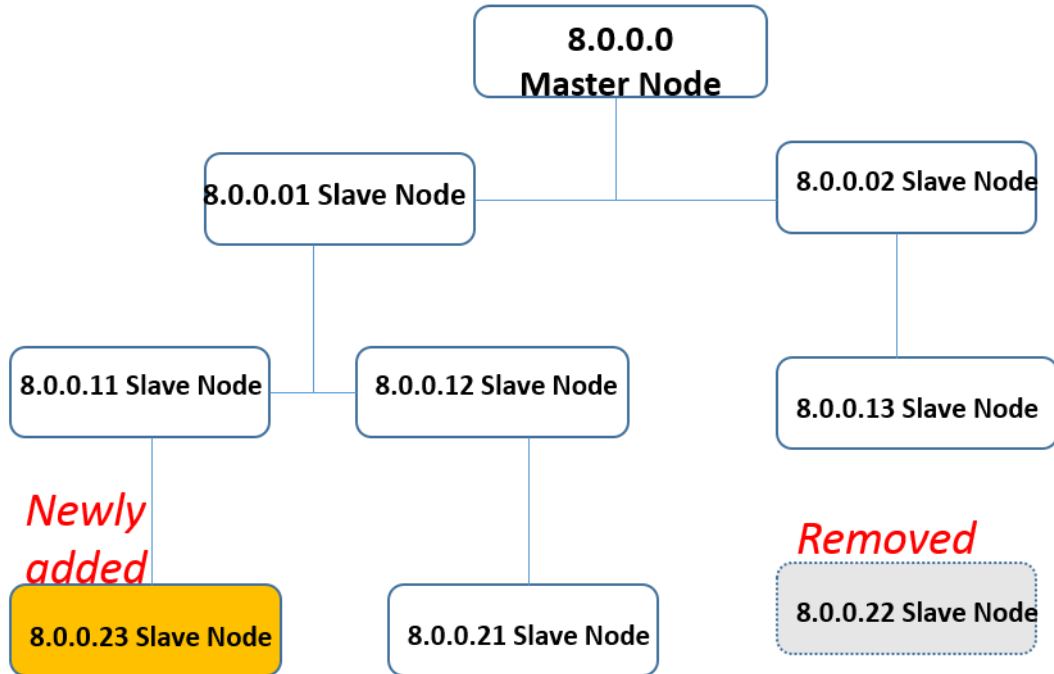 8.0.0.0
Master Node
8.0.0.01 Slave Node
8.0.0.02 Slave Node
8.0.0.11 Slave Node
8.0.0.12 Slave Node
8.0.0.13 Slave Node
Newly
added
Removed
8.0.0.23 Slave Node
8.0.0.21 Slave Node
8.0.0.22 Slave Node